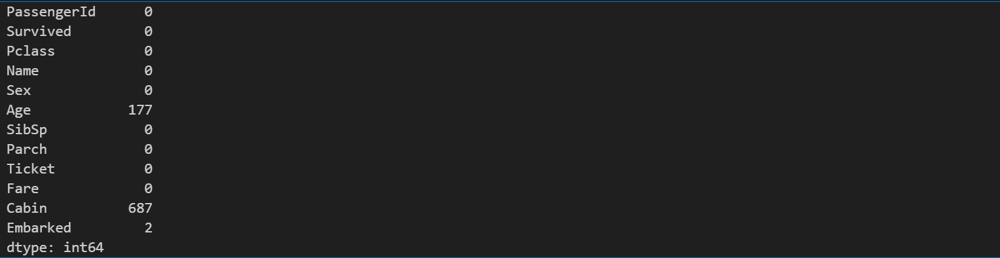 PassengerId      0
Survived         0
Pclass           0
Name             0
Sex              0
Age            177
SibSp            0
Parch            0
Ticket           0
Fare             0
Cabin          687
Embarked         2
dtype: int64